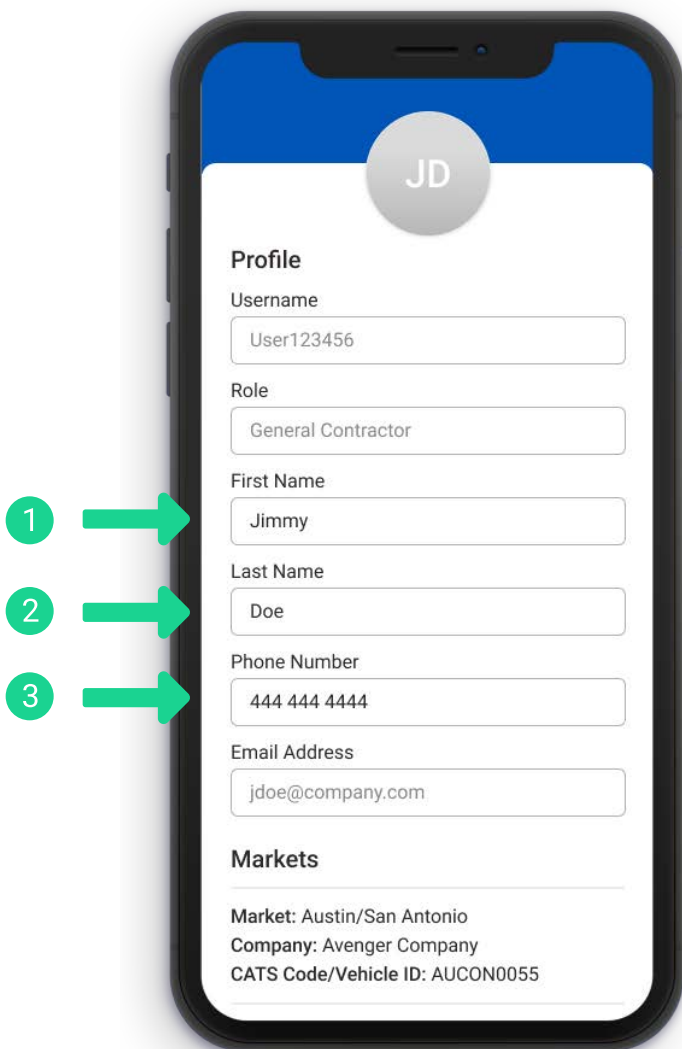 JD
Profile
Username
User123456
Role
General Contractor
First Name
1
Jimmy
Last Name
2
Doe
Phone Number
3
444 444 4444
Email Address
jdoe@company.com
Markets
Market: Austin/San Antonio
Company: Avenger Company
CATS Code/Vehicle ID: AUCON0055